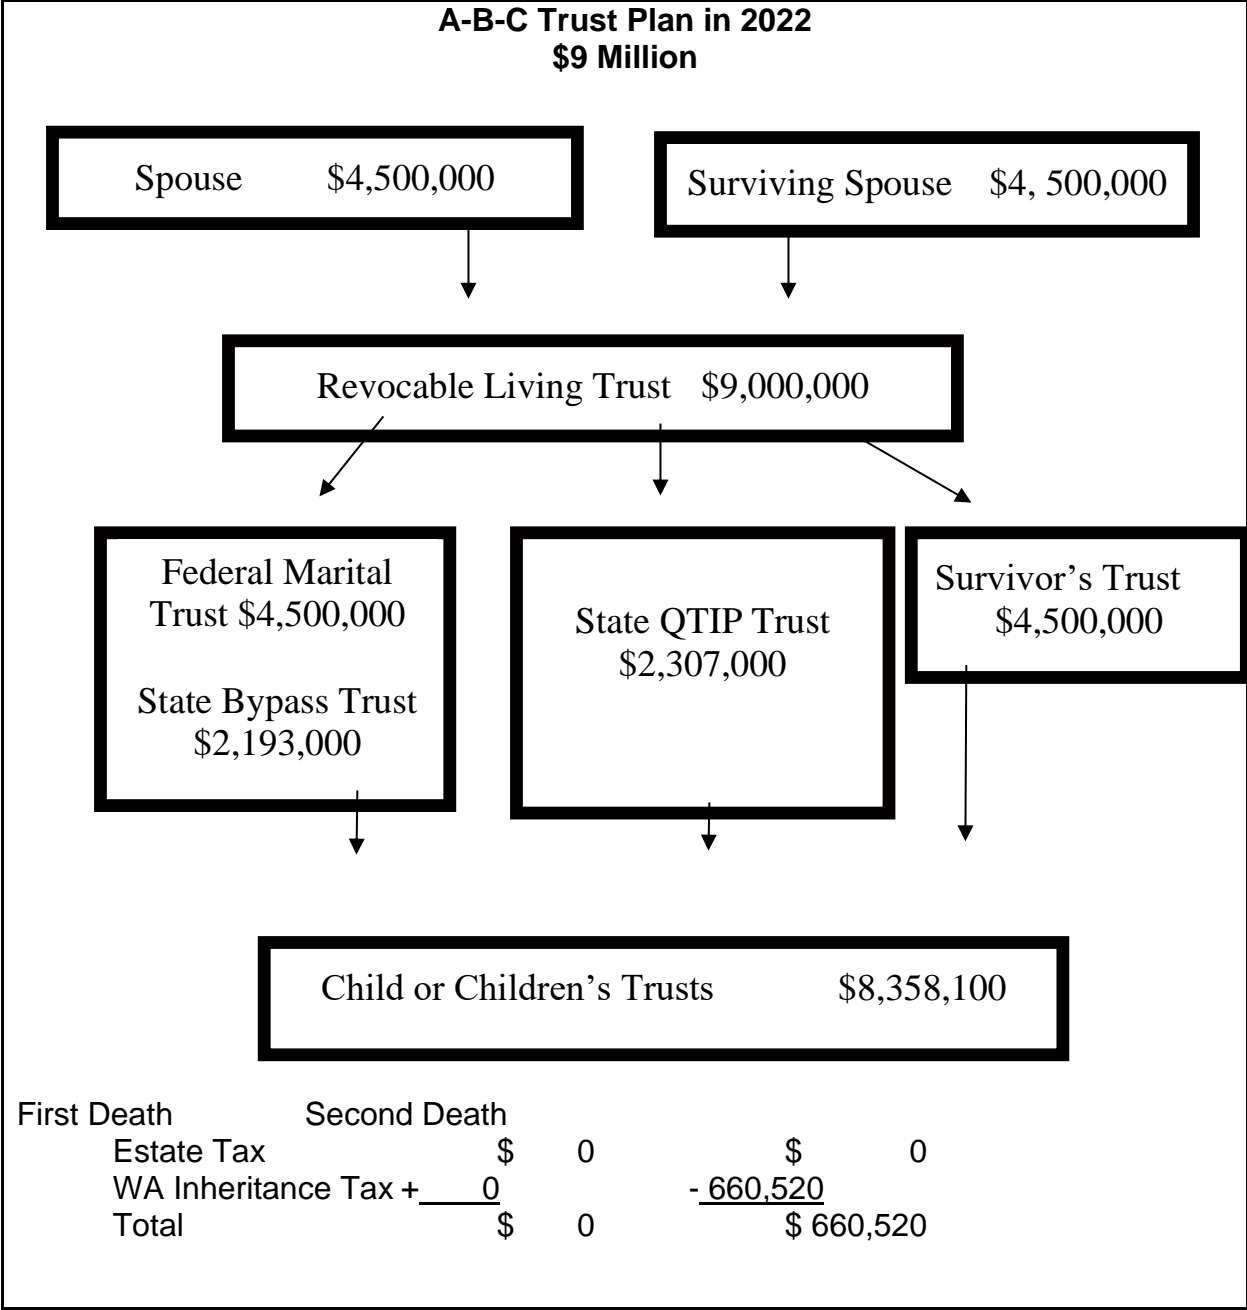 A-B-C Trust Plan in 2022
$9 Million
Spouse $4,500,000
Surviving Spouse $4, 500,000
Revocable Living Trust $9,000,000
Federal Marital
Trust $4,500,000
State Bypass Trust
$2,193,000
State QTIP Trust
$2,307,000
Survivor’s Trust
$4,500,000
Child or Children’s Trusts $8,358,100
First Death Second Death
Estate Tax $ 0 $ 0
WA Inheritance Tax + 0 - 660,520
Total $ 0 $ 660,520